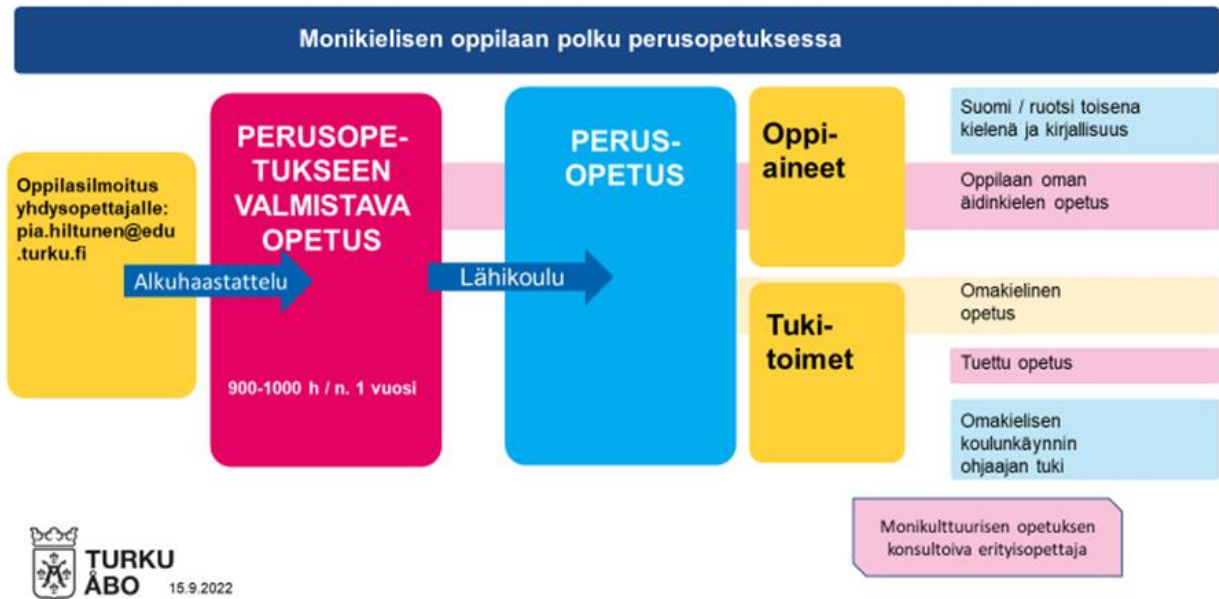 Monikielisen oppilaan polku perusopetuksessa
Oppilasilmoitus
yhdysopettajalle:
pia.hiltunen@edu
.turku.fi
Alkuhaastattelu
PERUSOPE-
TUKSEEN
VALMISTAVA
OPETUS
900-1000 h / n. 1 vuosi
Lähikoulu
PERUS-
OPETUS
Oppi-
aineet
Suomi / ruotsi toisena
kielenä ja kirjallisuus
Oppilaan oman
äidinkielen opetus
Tuki-
toimet
Omakielinen
opetus
Tuettu opetus
Omakielisen
koulunkäynnin
ohjaajan tuki
Monikulttuurisen opetuksen
konsultoiva erityisopettaja
TURKU
ÅBO
15.9.2022